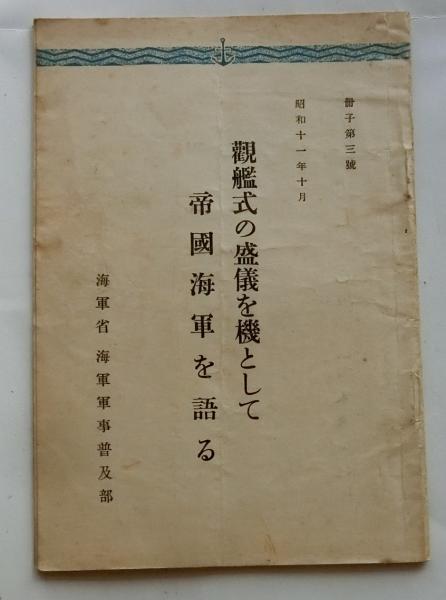 冊子第三號
昭和十一年十月
觀艦式の盛儀を機として
帝國海軍を語る
海軍省 海軍軍事普及部